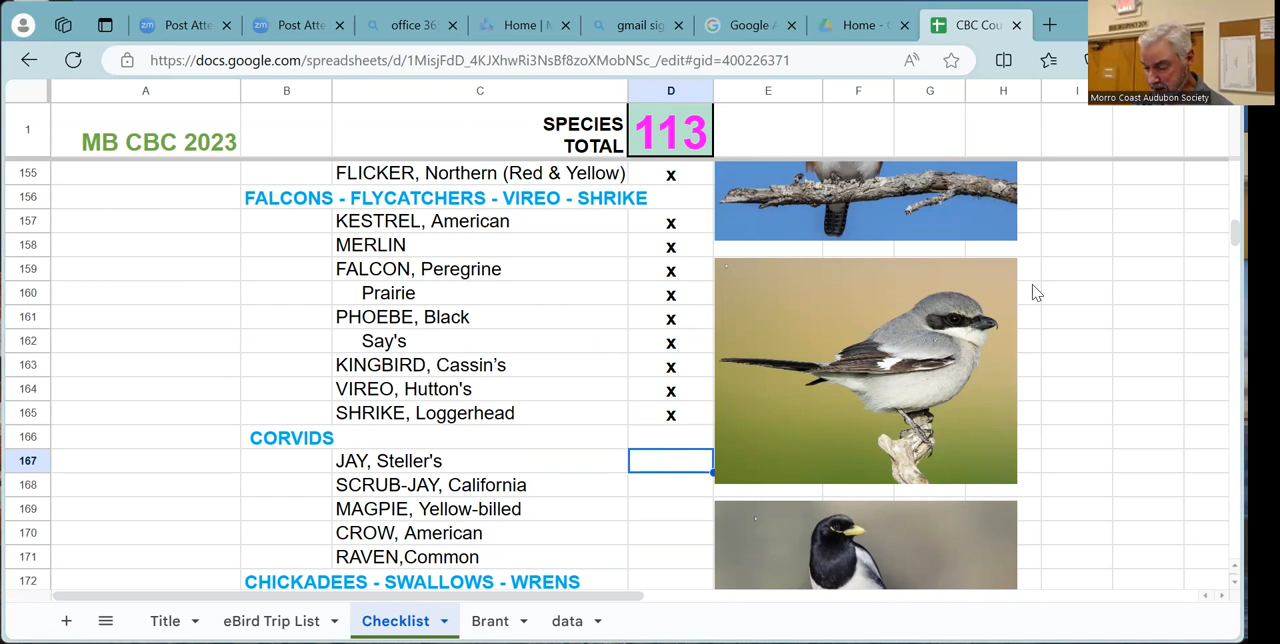 Post Atte
Post Atte
office 36
Home | N
gmail sig
Google A
Home -
CBC Cou
https://docs.google.com/spreadsheets/d/1MisjFdD_4KJXhwRi3NsBf8zoXMobNSc_/edit#gid=400226371
Morro Coast Audubon Society
A B C D E F G H I
1 MB CBC 2023 SPECIES TOTAL 113
155 FLICKER, Northern (Red & Yellow) x
156 FALCONS - FLYCATCHERS - VIREO - SHRIKE
157 KESTREL, American x
158 MERLIN x
159 FALCON, Peregrine x
160 Prairie x
161 PHOEBE, Black x
162 Say's x
163 KINGBIRD, Cassin’s x
164 VIREO, Hutton's x
165 SHRIKE, Loggerhead x
166 CORVIDS
167 JAY, Steller's
168 SCRUB-JAY, California
169 MAGPIE, Yellow-billed
170 CROW, American
171 RAVEN,Common
172 CHICKADEES - SWALLOWS - WRENS
Title eBird Trip List Checklist Brant data